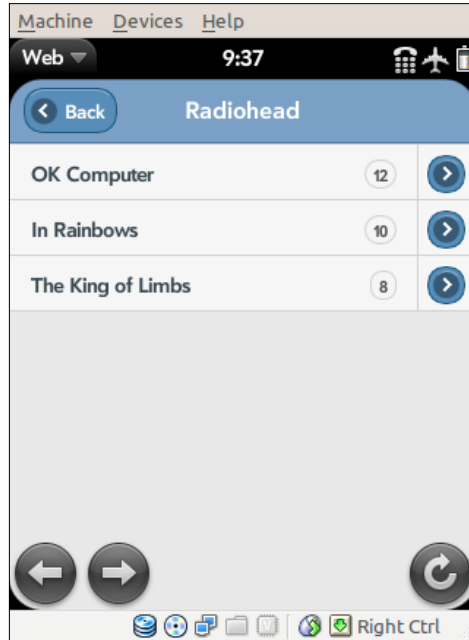 Machine Devices Help
Web 9:37
Back Radiohead
OK Computer 12
In Rainbows 10
The King of Limbs 8
Right Ctrl